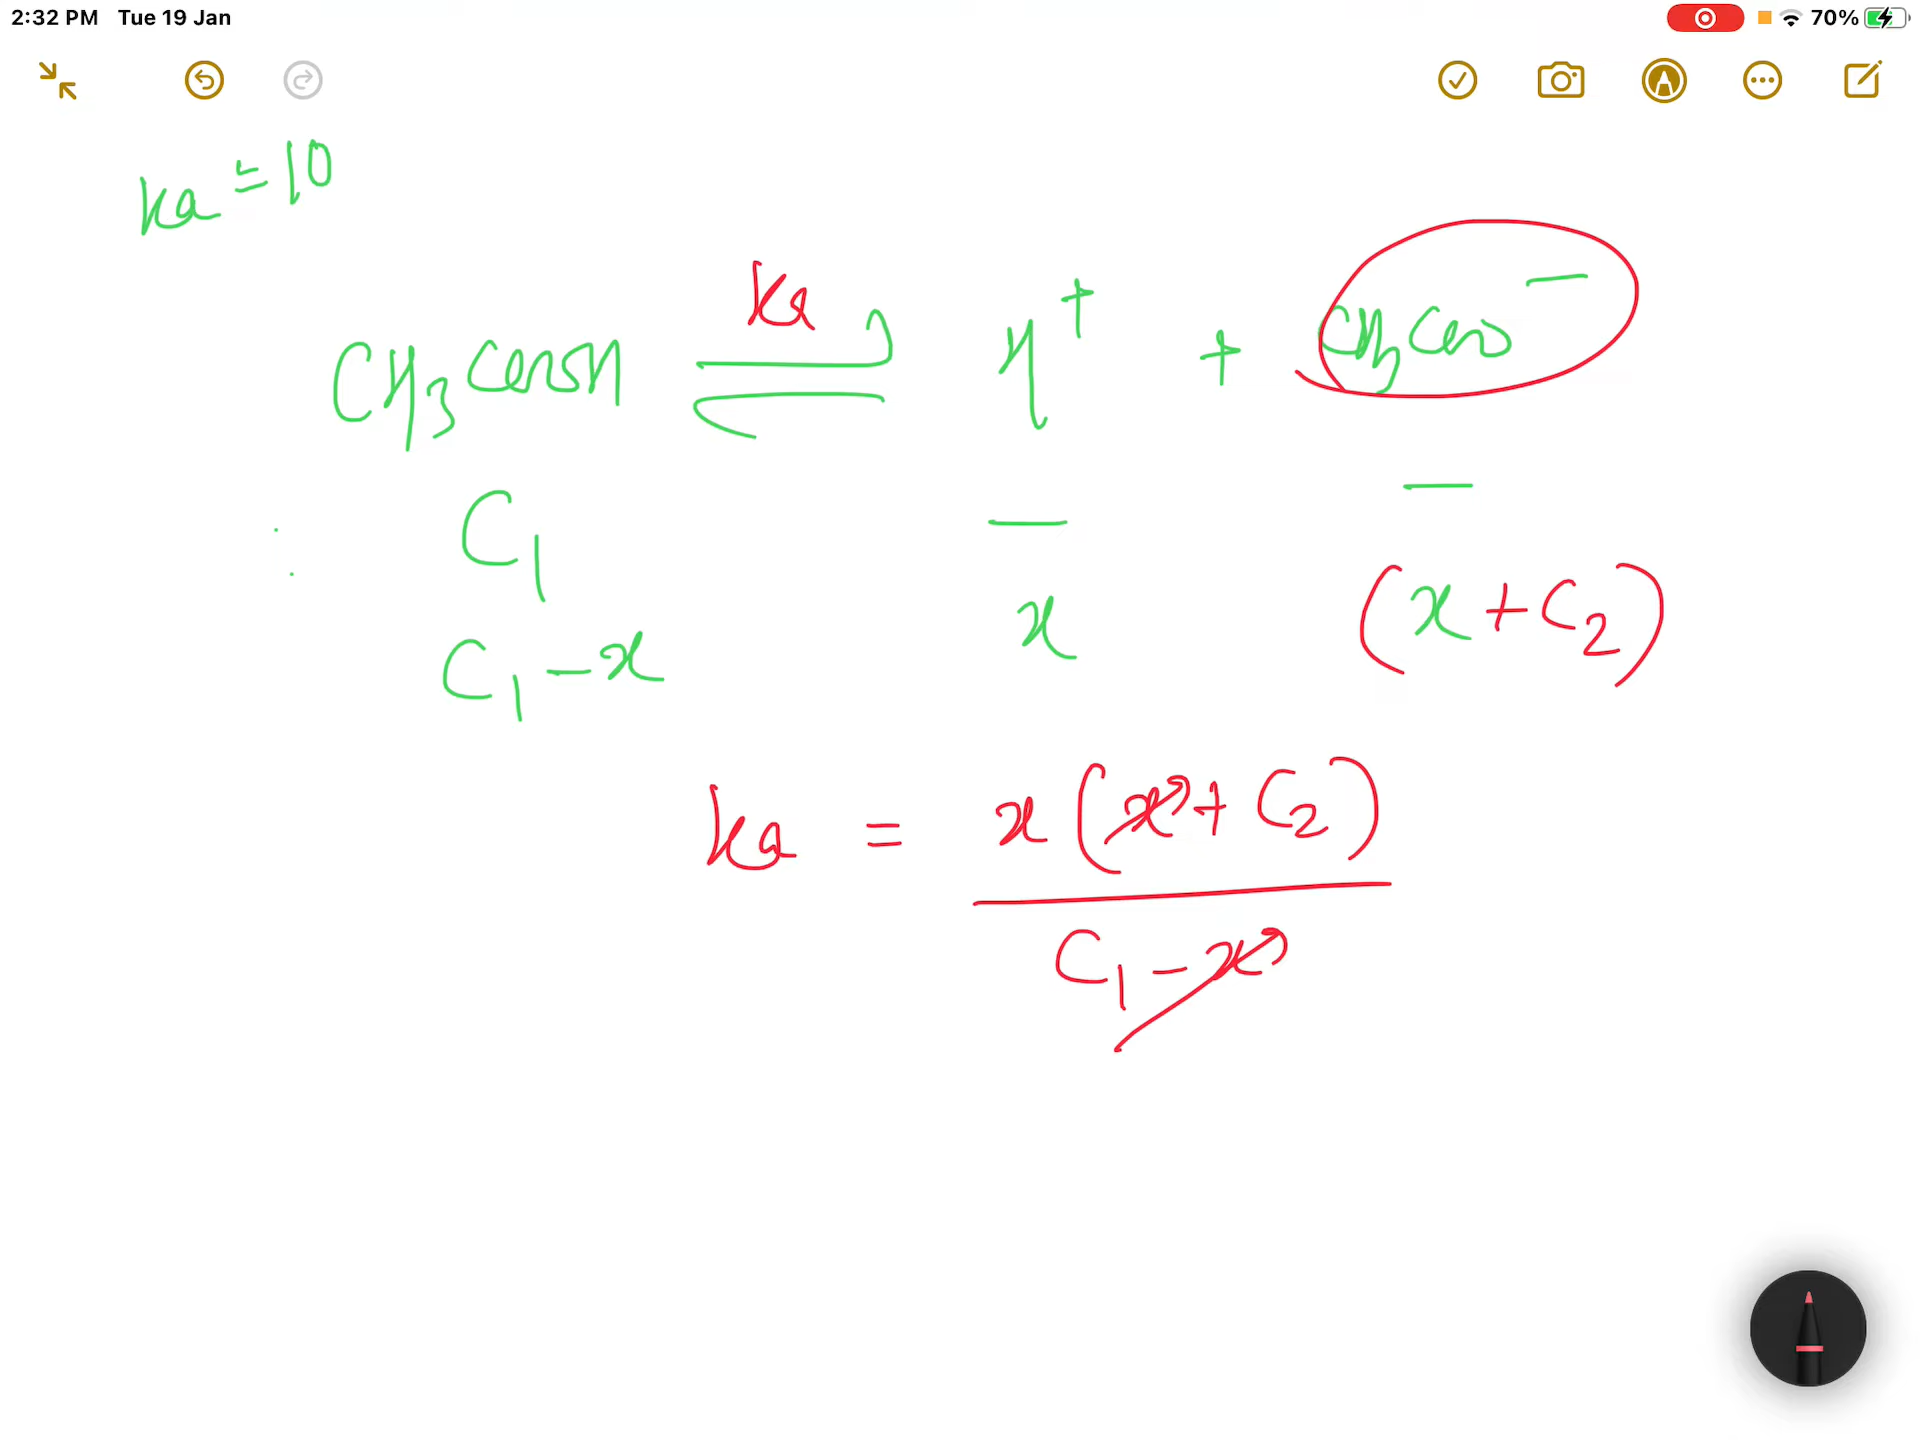 2:32 PM Tue 19 Jan 70%
ka = 10
ka
CH3COOH ⇌ H+ + CH3COO−
: C1 — —
C1 − x x (x + C2)
ka = x (x + C2)
C1 − x